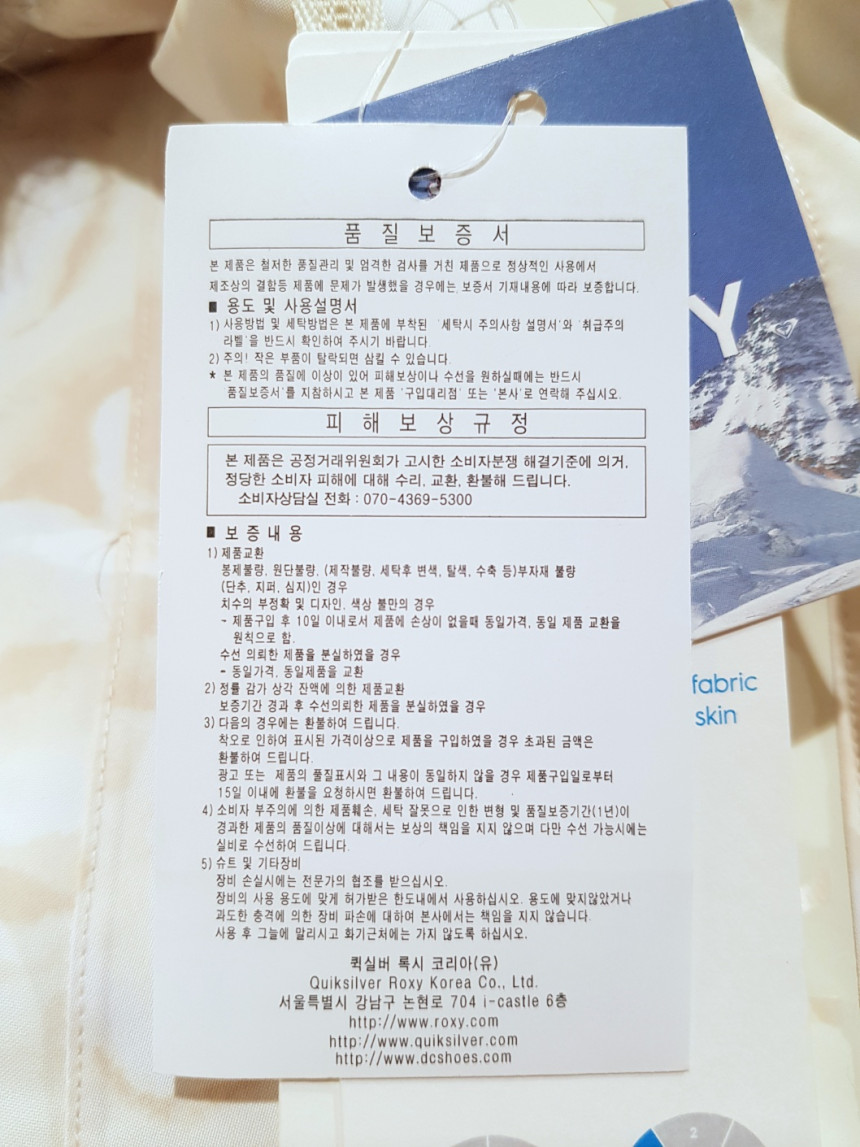 품질보증서
본 제품은 철저한 품질관리 및 엄격한 검사를 거친 제품으로 정상적인 사용에서
제조상의 결함등 제품에 문제가 발생했을 경우에는, 보증서 기재내용에 따라 보증합니다.
■ 용도 및 사용설명서
1) 사용방법 및 세탁방법은 본 제품에 부착된 '세탁시 주의사항 설명서'와 '취급주의
라벨'을 반드시 확인하여 주시기 바랍니다.
2) 주의! 작은 부품이 탈락되면 삼킬 수 있습니다.
* 본 제품의 품질에 이상이 있어 피해보상이나 수선을 원하실때에는 반드시
품질보증서'를 지참하시고 본 제품 '구입대리점' 또는 '본사'로 연락해 주십시오.
피해보상규정
본 제품은 공정거래위원회가 고시한 소비자분쟁 해결기준에 의거,
정당한 소비자 피해에 대해 수리, 교환, 환불해 드립니다.
소비자상담실 전화 : 070-4369-5300
■ 보증내용
1) 제품교환
봉제불량, 원단불량, (제작불량, 세탁후 변색, 탈색, 수축 등)부자재 불량
(단추, 지퍼, 심지)인 경우
치수의 부정확 및 디자인, 색상 불만의 경우
~ 제품구입 후 10일 이내로서 제품에 손상이 없을때 동일가격, 동일 제품 교환을
원칙으로 함.
수선 의뢰한 제품을 분실하였을 경우
- 동일가격, 동일제품을 교환
2) 정률 감가 상각 잔액에 의한 제품교환
보증기간 경과 후 수선의뢰한 제품을 분실하였을 경우
3) 다음의 경우에는 환불하여 드립니다.
착오로 인하여 표시된 가격이상으로 제품을 구입하였을 경우 초과된 금액은
환불하여 드립니다.
광고 또는 제품의 품질표시와 그 내용이 동일하지 않을 경우 제품구입일로부터
15일 이내에 환불을 요청하시면 환불하여 드립니다.
4) 소비자 부주의에 의한 제품훼손, 세탁 잘못으로 인한 변형 및 품질보증기간(1년)이
경과한 제품의 품질이상에 대해서는 보상의 책임을 지지 않으며 다만 수선 가능시에는
실비로 수선하여 드립니다.
5) 슈트 및 기타장비
장비 손실시에는 전문가의 협조를 받으십시오.
장비의 사용 용도에 맞게 허가받은 한도내에서 사용하십시오. 용도에 맞지않았거나
과도한 충격에 의한 장비 파손에 대하여 본사에서는 책임을 지지 않습니다.
사용 후 그늘에 말리시고 화기근처에는 가지 않도록 하십시오.
퀵실버 록시 코리아(유)
Quiksilver Roxy Korea Co., Ltd.
서울특별시 강남구 논현로 704 i-castle 6층
http://www.roxy.com
http://www.quiksilver.com
http://www.dcshoes.com
Y
fabric
skin
2